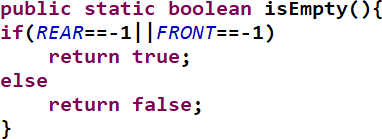 public static boolean isEmpty(){
if(REAR==-1||FRONT==-1)
    return true;
else
    return false;
}